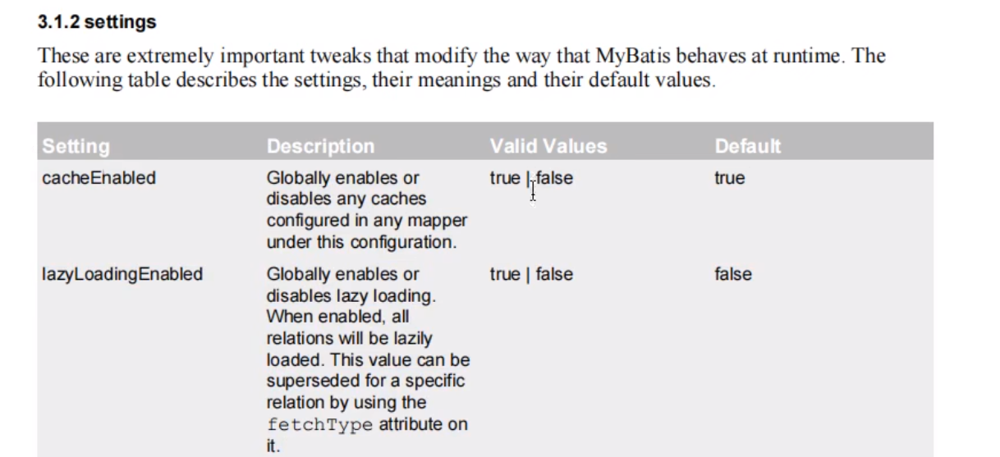 3.1.2 settings
These are extremely important tweaks that modify the way that MyBatis behaves at runtime. The
following table describes the settings, their meanings and their default values.
Setting Description Valid Values Default
cacheEnabled Globally enables or true | false true
disables any caches
configured in any mapper
under this configuration.
lazyLoadingEnabled Globally enables or true | false false
disables lazy loading.
When enabled, all
relations will be lazily
loaded. This value can be
superseded for a specific
relation by using the
fetchType attribute on
it.